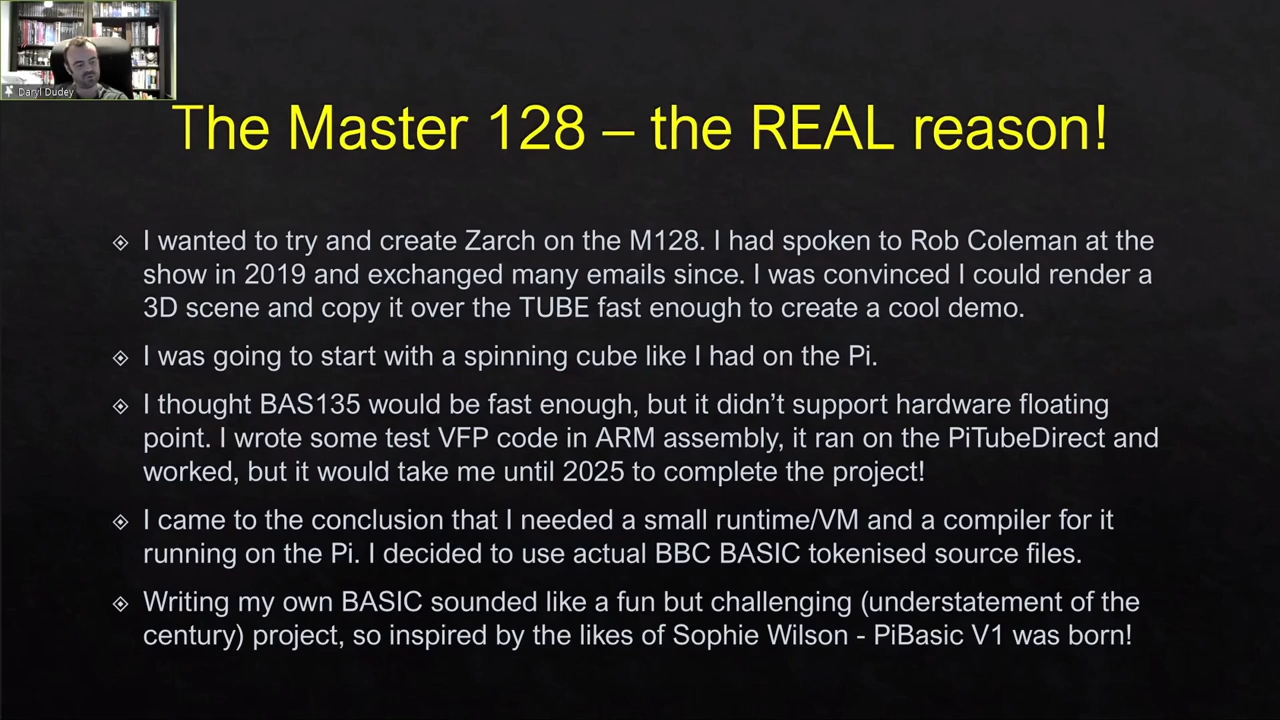 Daryl Dudey
The Master 128 – the REAL reason!
I wanted to try and create Zarch on the M128. I had spoken to Rob Coleman at the
show in 2019 and exchanged many emails since. I was convinced I could render a
3D scene and copy it over the TUBE fast enough to create a cool demo.
I was going to start with a spinning cube like I had on the Pi.
I thought BAS135 would be fast enough, but it didn’t support hardware floating
point. I wrote some test VFP code in ARM assembly, it ran on the PiTubeDirect and
worked, but it would take me until 2025 to complete the project!
I came to the conclusion that I needed a small runtime/VM and a compiler for it
running on the Pi. I decided to use actual BBC BASIC tokenised source files.
Writing my own BASIC sounded like a fun but challenging (understatement of the
century) project, so inspired by the likes of Sophie Wilson - PiBasic V1 was born!